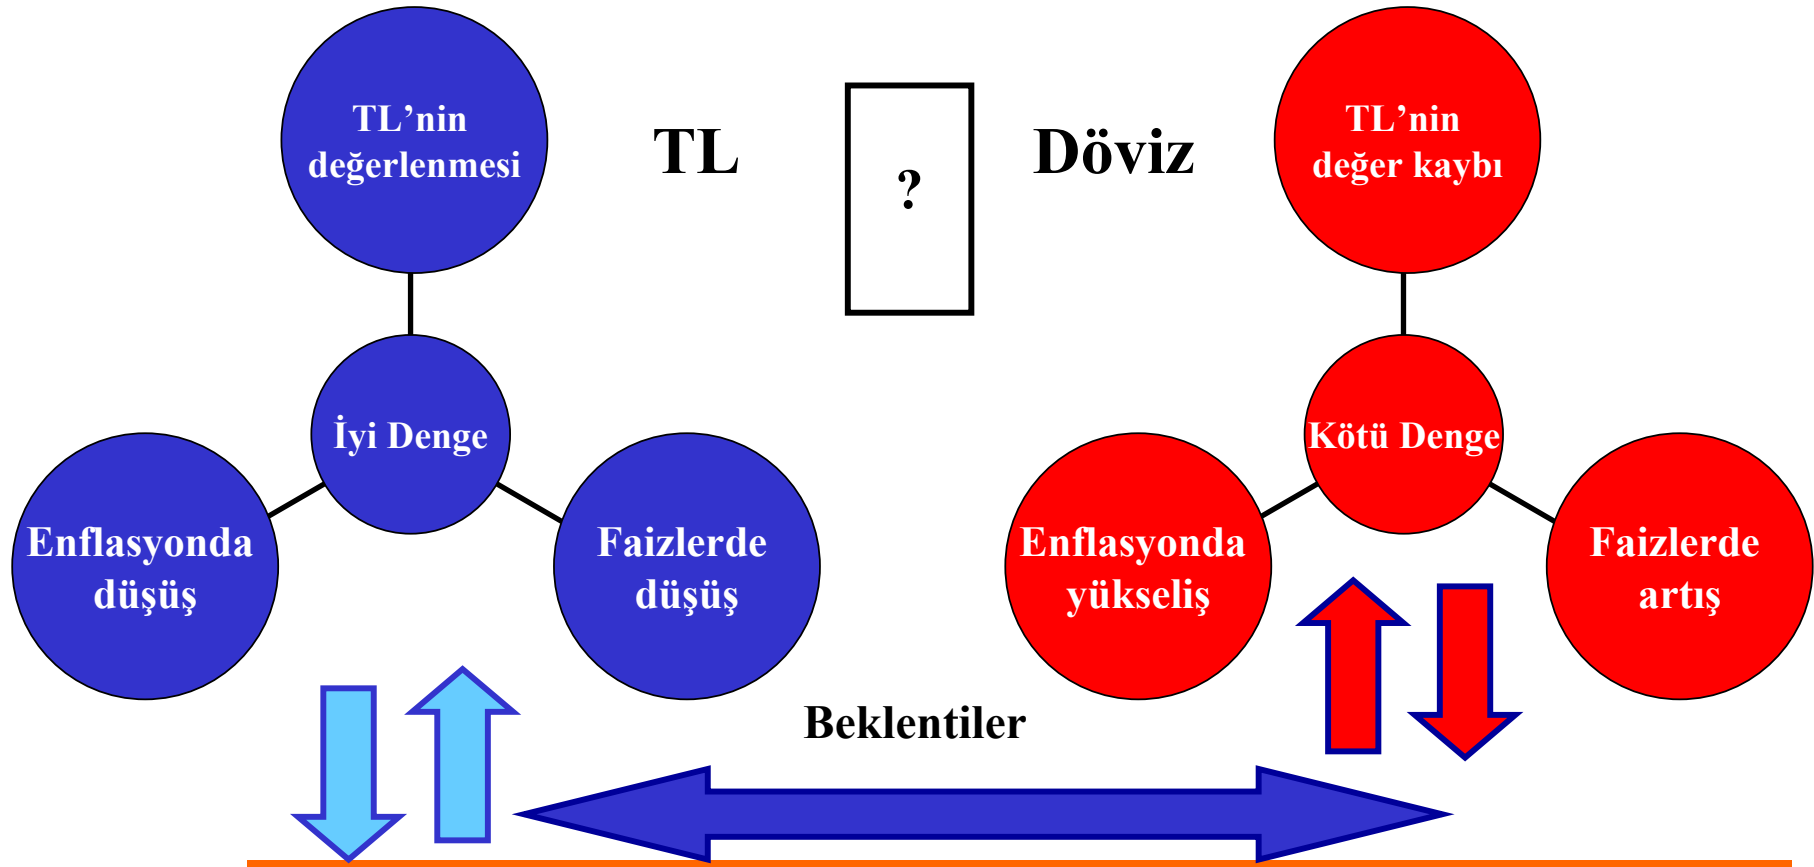 TL’nin
değerlenmesi
TL
?
Döviz
TL’nin
değer kaybı
İyi Denge
Enflasyonda
düşüş
Faizlerde
düşüş
Kötü Denge
Enflasyonda
yükseliş
Faizlerde
artış
Beklentiler